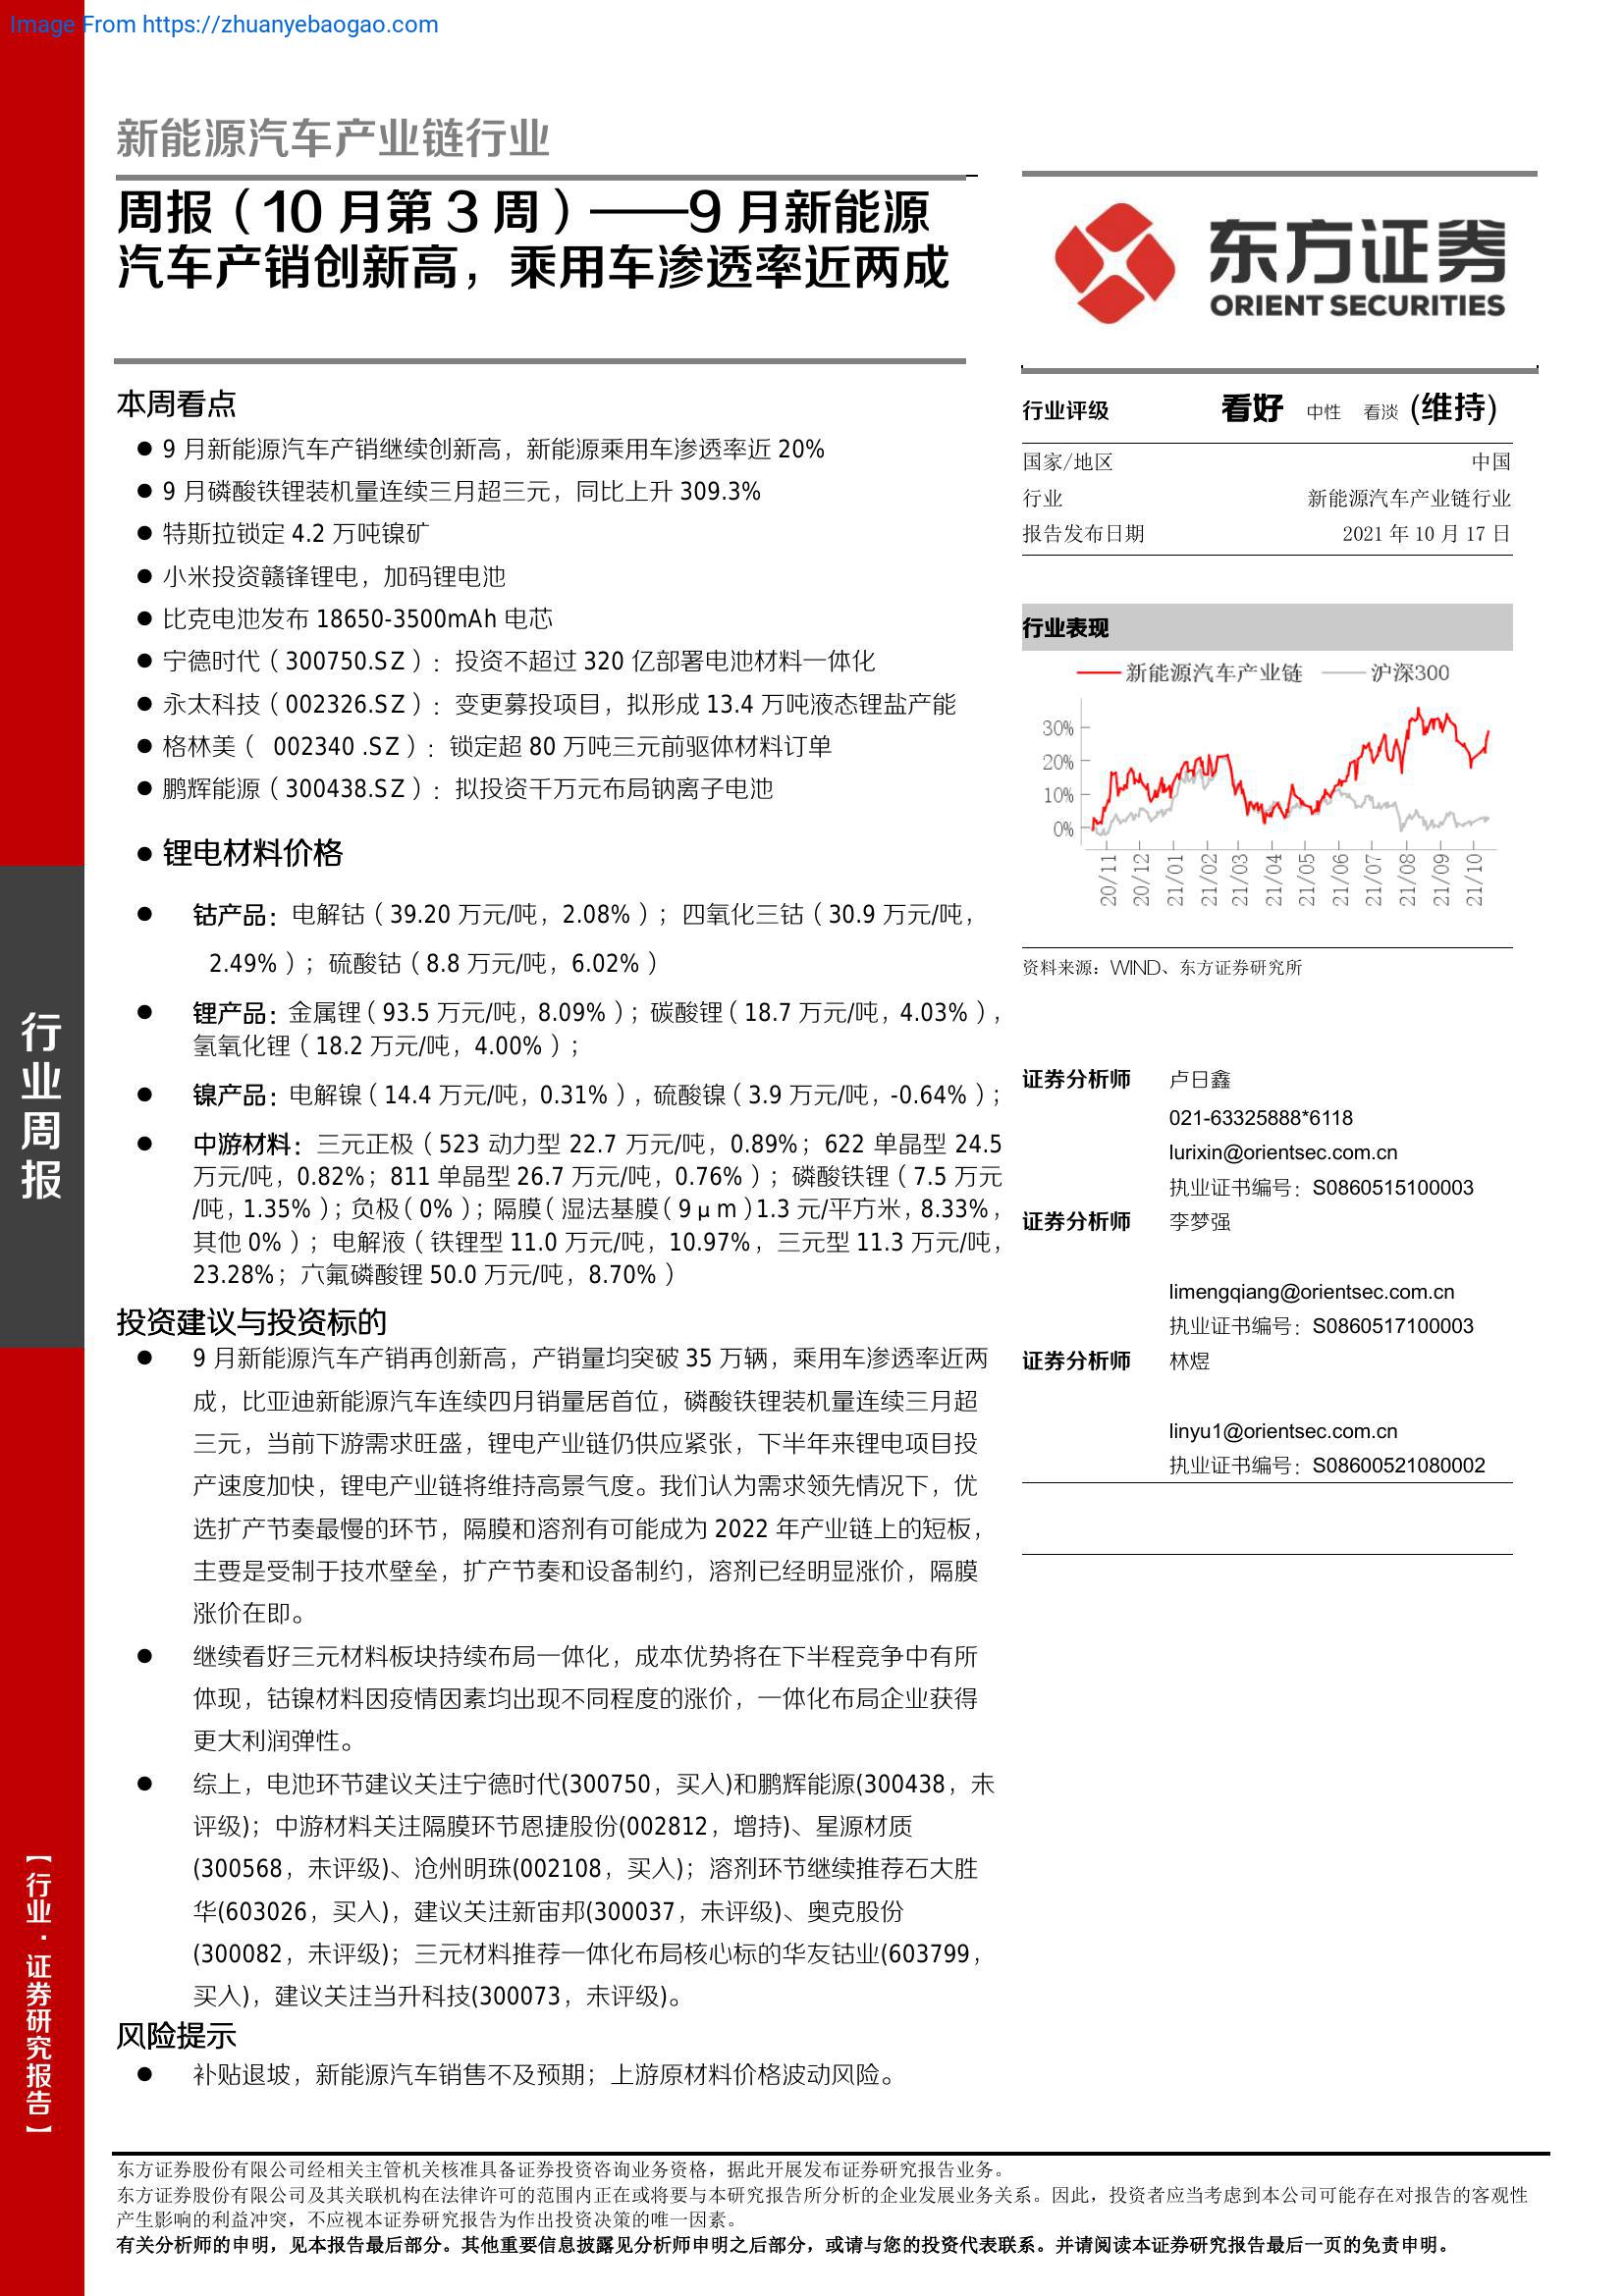 Image From https://zhuanyebaogao.com
新能源汽车产业链行业
周报（10 月第 3 周）——9 月新能源
汽车产销创新高，乘用车渗透率近两成
本周看点
● 9 月新能源汽车产销继续创新高，新能源乘用车渗透率近 20%
● 9 月磷酸铁锂装机量连续三月超三元，同比上升 309.3%
● 特斯拉锁定 4.2 万吨镍矿
● 小米投资赣锋锂电，加码锂电池
● 比克电池发布 18650-3500mAh 电芯
● 宁德时代（300750.SZ）：投资不超过 320 亿部署电池材料一体化
● 永太科技（002326.SZ）：变更募投项目，拟形成 13.4 万吨液态锂盐产能
● 格林美（ 002340 .SZ）：锁定超 80 万吨三元前驱体材料订单
● 鹏辉能源（300438.SZ）：拟投资千万元布局钠离子电池
● 锂电材料价格
● 钴产品：电解钴（39.20 万元/吨，2.08%）；四氧化三钴（30.9 万元/吨，
2.49%）；硫酸钴（8.8 万元/吨，6.02%）
● 锂产品：金属锂（93.5 万元/吨，8.09%）；碳酸锂（18.7 万元/吨，4.03%），
氢氧化锂（18.2 万元/吨，4.00%）；
● 镍产品：电解镍（14.4 万元/吨，0.31%），硫酸镍（3.9 万元/吨，-0.64%）；
● 中游材料：三元正极（523 动力型 22.7 万元/吨，0.89%；622 单晶型 24.5
万元/吨，0.82%；811 单晶型 26.7 万元/吨，0.76%）；磷酸铁锂（7.5 万元
/吨，1.35%）；负极（0%）；隔膜（湿法基膜（9μm）1.3 元/平方米，8.33%，
其他 0%）；电解液（铁锂型 11.0 万元/吨，10.97%，三元型 11.3 万元/吨，
23.28%；六氟磷酸锂 50.0 万元/吨，8.70%）
投资建议与投资标的
● 9 月新能源汽车产销再创新高，产销量均突破 35 万辆，乘用车渗透率近两
成，比亚迪新能源汽车连续四月销量居首位，磷酸铁锂装机量连续三月超
三元，当前下游需求旺盛，锂电产业链仍供应紧张，下半年来锂电项目投
产速度加快，锂电产业链将维持高景气度。我们认为需求领先情况下，优
选扩产节奏最慢的环节，隔膜和溶剂有可能成为 2022 年产业链上的短板，
主要是受制于技术壁垒，扩产节奏和设备制约，溶剂已经明显涨价，隔膜
涨价在即。
● 继续看好三元材料板块持续布局一体化，成本优势将在下半程竞争中有所
体现，钴镍材料因疫情因素均出现不同程度的涨价，一体化布局企业获得
更大利润弹性。
● 综上，电池环节建议关注宁德时代(300750，买入)和鹏辉能源(300438，未
评级)；中游材料关注隔膜环节恩捷股份(002812，增持)、星源材质
(300568，未评级)、沧州明珠(002108，买入)；溶剂环节继续推荐石大胜
华(603026，买入)，建议关注新宙邦(300037，未评级)、奥克股份
(300082，未评级)；三元材料推荐一体化布局核心标的华友钴业(603799，
买入)，建议关注当升科技(300073，未评级)。
风险提示
● 补贴退坡，新能源汽车销售不及预期；上游原材料价格波动风险。
东方证券
ORIENT SECURITIES
行业评级 看好 中性 看淡 (维持)
国家/地区 中国
行业 新能源汽车产业链行业
报告发布日期 2021 年 10 月 17 日
行业表现
新能源汽车产业链 沪深300
30%
20%
10%
0%
20/11 20/12 21/01 21/02 21/03 21/04 21/05 21/06 21/07 21/08 21/09 21/10
资料来源：WIND、东方证券研究所
证券分析师 卢日鑫
021-63325888*6118
lurixin@orientsec.com.cn
执业证书编号：S0860515100003
证券分析师 李梦强
limengqiang@orientsec.com.cn
执业证书编号：S0860517100003
证券分析师 林煜
linyu1@orientsec.com.cn
执业证书编号：S08600521080002
行业周报
【行业·证券研究报告】
东方证券股份有限公司经相关主管机关核准具备证券投资咨询业务资格，据此开展发布证券研究报告业务。
东方证券股份有限公司及其关联机构在法律许可的范围内正在或将要与本研究报告所分析的企业发展业务关系。因此，投资者应当考虑到本公司可能存在对报告的客观性
产生影响的利益冲突，不应视本证券研究报告为作出投资决策的唯一因素。
有关分析师的申明，见本报告最后部分。其他重要信息披露见分析师申明之后部分，或请与您的投资代表联系。并请阅读本证券研究报告最后一页的免责申明。